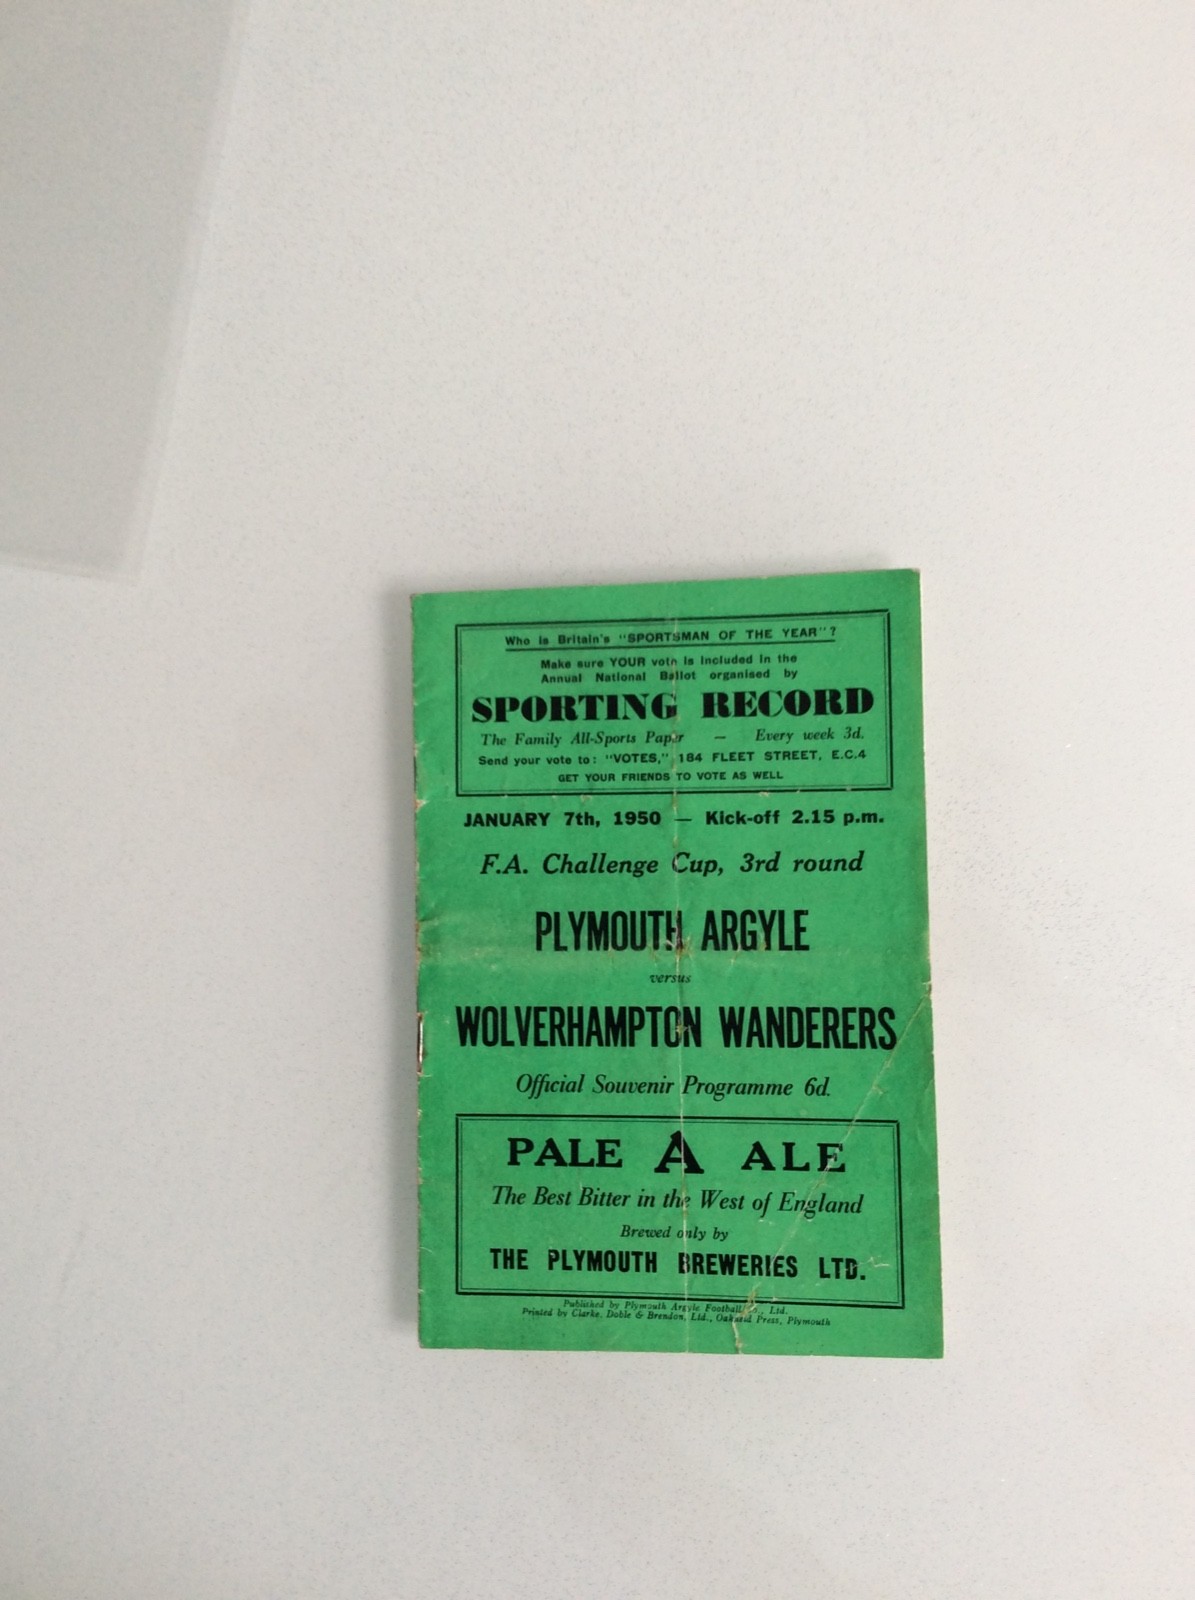 Who is Britain's "SPORTSMAN OF THE YEAR"?
Make sure YOUR vote is included in the
Annual National Ballot organised by
SPORTING RECORD
The Family All-Sports Paper — Every week 3d.
Send your vote to: "VOTES," 184 FLEET STREET, E.C.4
GET YOUR FRIENDS TO VOTE AS WELL
JANUARY 7th, 1950 — Kick-off 2.15 p.m.
F.A. Challenge Cup, 3rd round
PLYMOUTH ARGYLE
versus
WOLVERHAMPTON WANDERERS
Official Souvenir Programme 6d.
PALE A ALE
The Best Bitter in the West of England
Brewed only by
THE PLYMOUTH BREWERIES LTD.
Published by Plymouth Argyle Football Co., Ltd.
Printed by Clarke, Doble & Brendon, Ltd., Oakfield Press, Plymouth